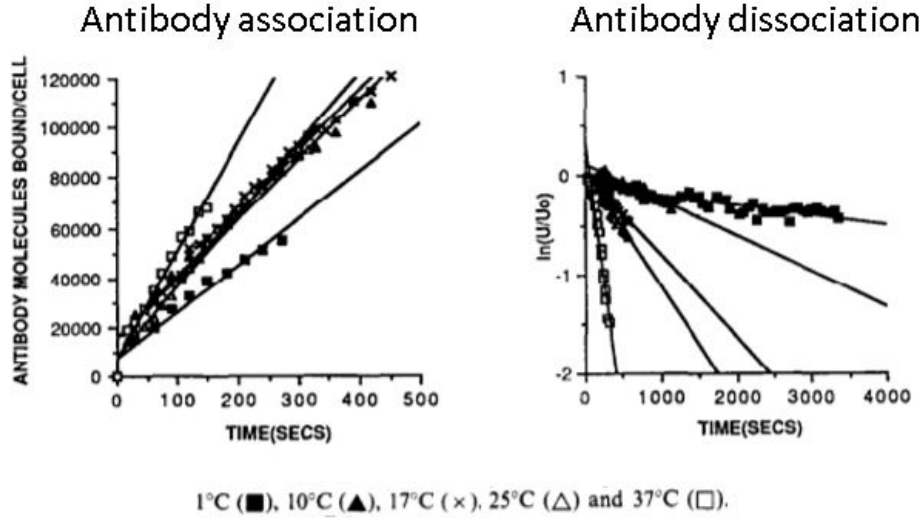 Antibody association
Antibody dissociation
ANTIBODY MOLECULES BOUND/CELL
120000
100000
80000
60000
40000
20000
0
0 100 200 300 400 500
TIME(SECS)
ln(U/Uo)
1
0
-1
-2
0 1000 2000 3000 4000
TIME(SECS)
1°C (■), 10°C (▲), 17°C (×), 25°C (△) and 37°C (□).